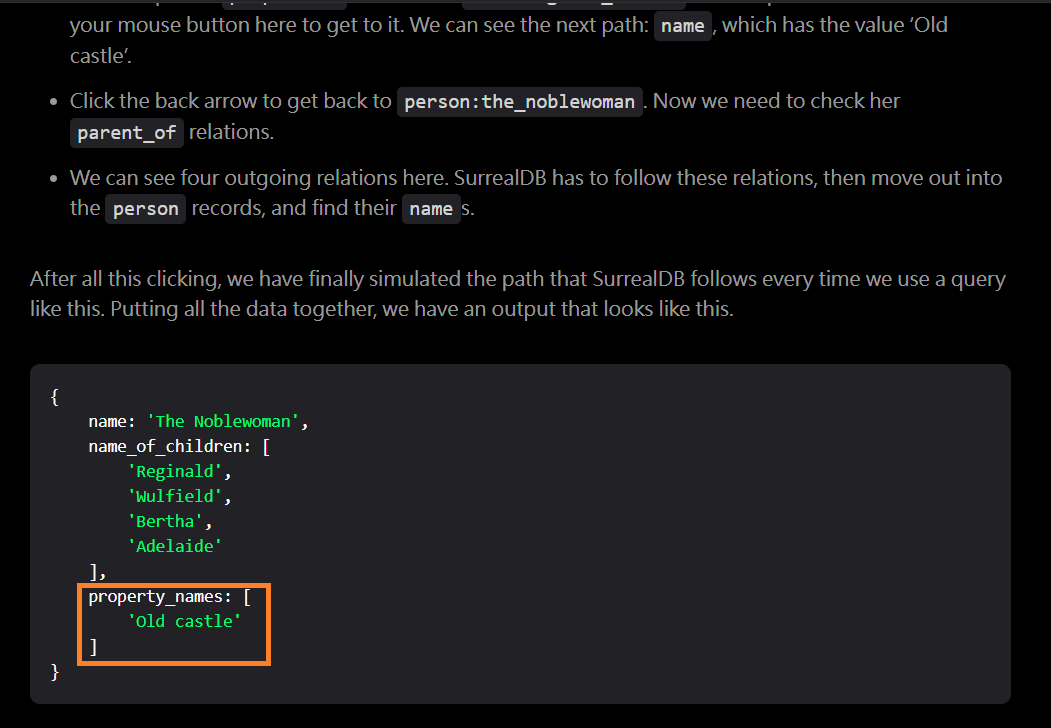 your mouse button here to get to it. We can see the next path: name, which has the value ‘Old
castle’.
• Click the back arrow to get back to person:the_noblewoman. Now we need to check her
parent_of relations.
• We can see four outgoing relations here. SurrealDB has to follow these relations, then move out into
the person records, and find their names.
After all this clicking, we have finally simulated the path that SurrealDB follows every time we use a query
like this. Putting all the data together, we have an output that looks like this.
{
    name: 'The Noblewoman',
    name_of_children: [
        'Reginald',
        'Wulfield',
        'Bertha',
        'Adelaide'
    ],
    property_names: [
        'Old castle'
    ]
}